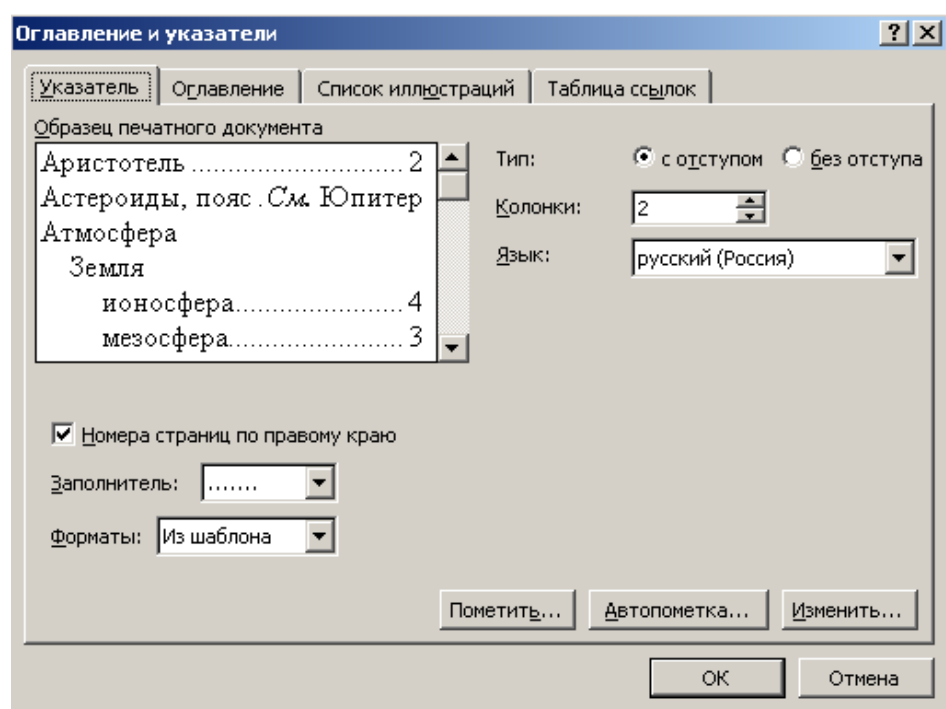 Оглавление и указатели
Указатель Оглавление Список иллюстраций Таблица ссылок
Образец печатного документа
Аристотель ............................ 2
Астероиды, пояс . См. Юпитер
Атмосфера
Земля
ионосфера...................... 4
мезосфера....................... 3
Тип: с отступом без отступа
Колонки: 2
Язык: русский (Россия)
Номера страниц по правому краю
Заполнитель: .......
Форматы: Из шаблона
Пометить... Автопометка... Изменить...
ОК Отмена